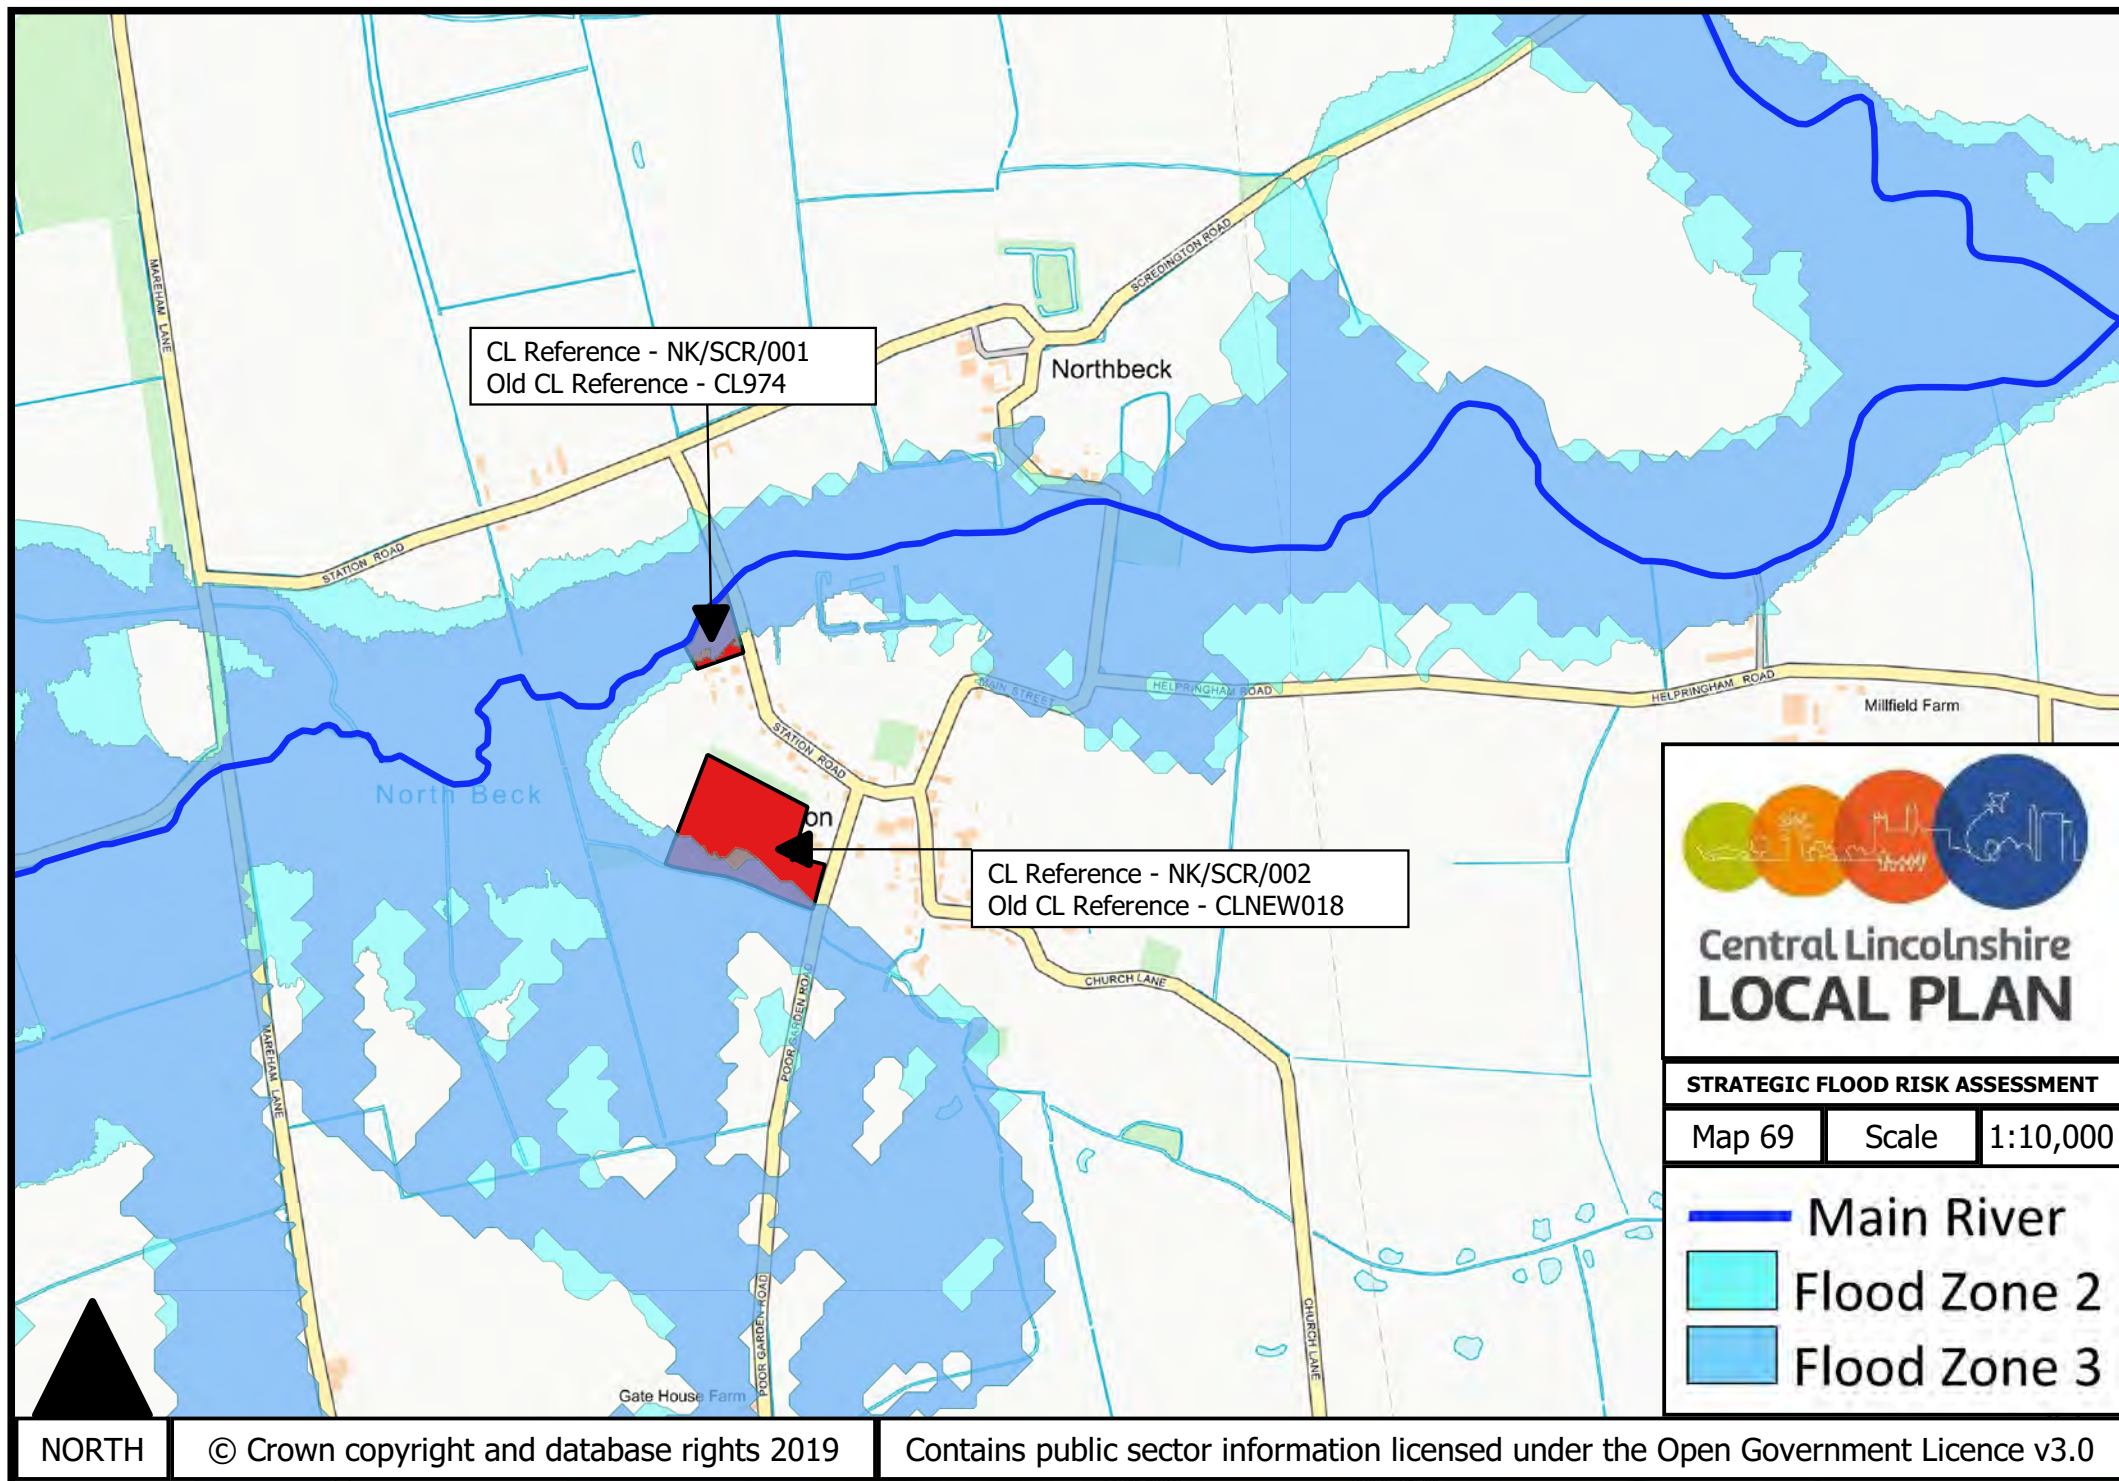 MAREHAM LANE
SCREDINGTON ROAD
CL Reference - NK/SCR/001
Old CL Reference - CL974
Northbeck
STATION ROAD
MAIN STREET
HELPRINGHAM ROAD
HELPRINGHAM ROAD
Millfield Farm
STATION ROAD
North Beck
on
CL Reference - NK/SCR/002
Old CL Reference - CLNEW018
CHURCH LANE
POOR GARDEN ROAD
MAREHAM LANE
POOR GARDEN ROAD
CHURCH LANE
Gate House Farm
Central Lincolnshire
LOCAL PLAN
STRATEGIC FLOOD RISK ASSESSMENT
Map 69 Scale 1:10,000
Main River
Flood Zone 2
Flood Zone 3
NORTH © Crown copyright and database rights 2019 Contains public sector information licensed under the Open Government Licence v3.0